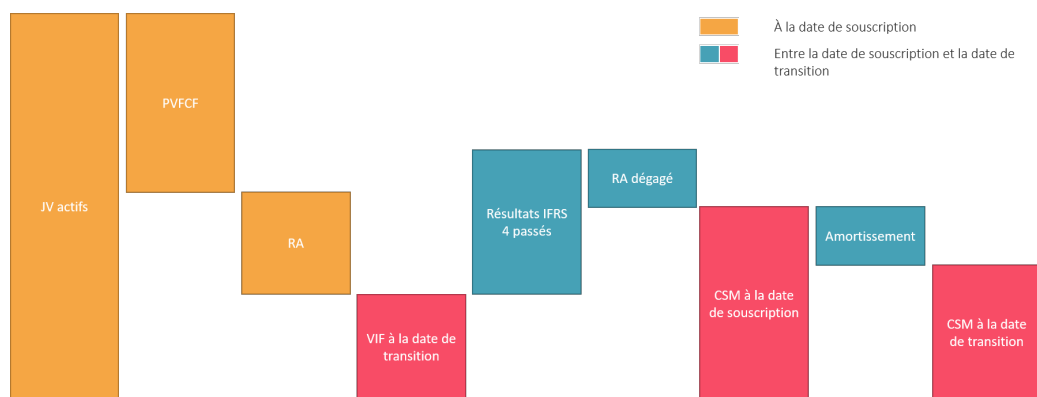 À la date de souscription
Entre la date de souscription et la date de
transition
JV actifs
PVFCF
RA
VIF à la date de
transition
Résultats IFRS
4 passés
RA dégagé
CSM à la date
de souscription
Amortissement
CSM à la date
de transition